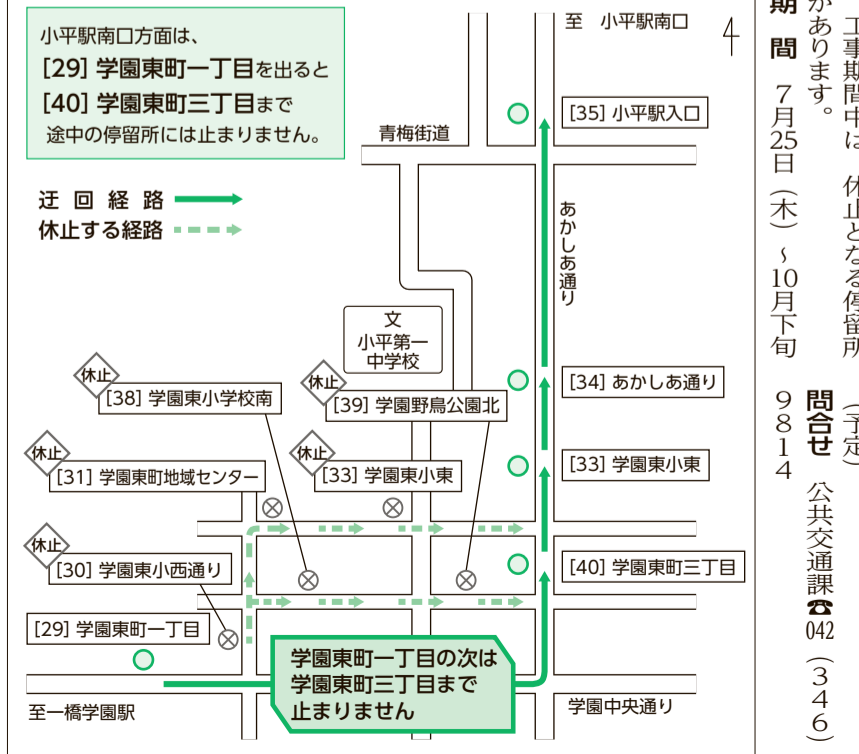 小平駅南口方面は、
[29] 学園東町一丁目を出ると
[40] 学園東町三丁目まで
途中の停留所には止まりません。
迂回経路
休止する経路
至 小平駅南口
[35] 小平駅入口
青梅街道
あかしあ通り
文
小平第一
中学校
[34] あかしあ通り
休止
[38] 学園東小学校南
休止
[39] 学園野鳥公園北
休止
[31] 学園東町地域センター
休止
[33] 学園東小東
[33] 学園東小東
休止
[30] 学園東小西通り
[40] 学園東町三丁目
[29] 学園東町一丁目
学園東町一丁目の次は
学園東町三丁目まで
止まりません
至一橋学園駅
学園中央通り
工事期間中は、休止となる停留所
があります。
期 間 7月25日(木)~10月下旬
(予定)
問合せ 公共交通課☎042(346)
9814